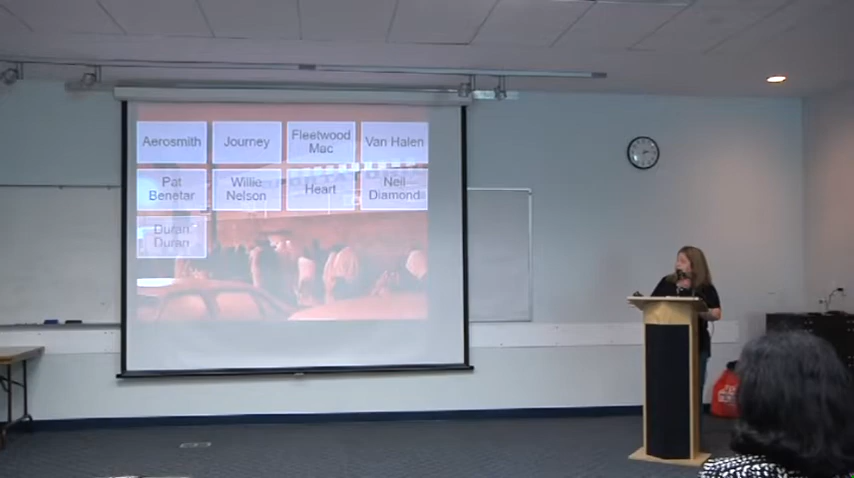 Aerosmith
Journey
Fleetwood
Mac
Van Halen
Pat
Benetar
Willie
Nelson
Heart
Neil
Diamond
Duran
Duran